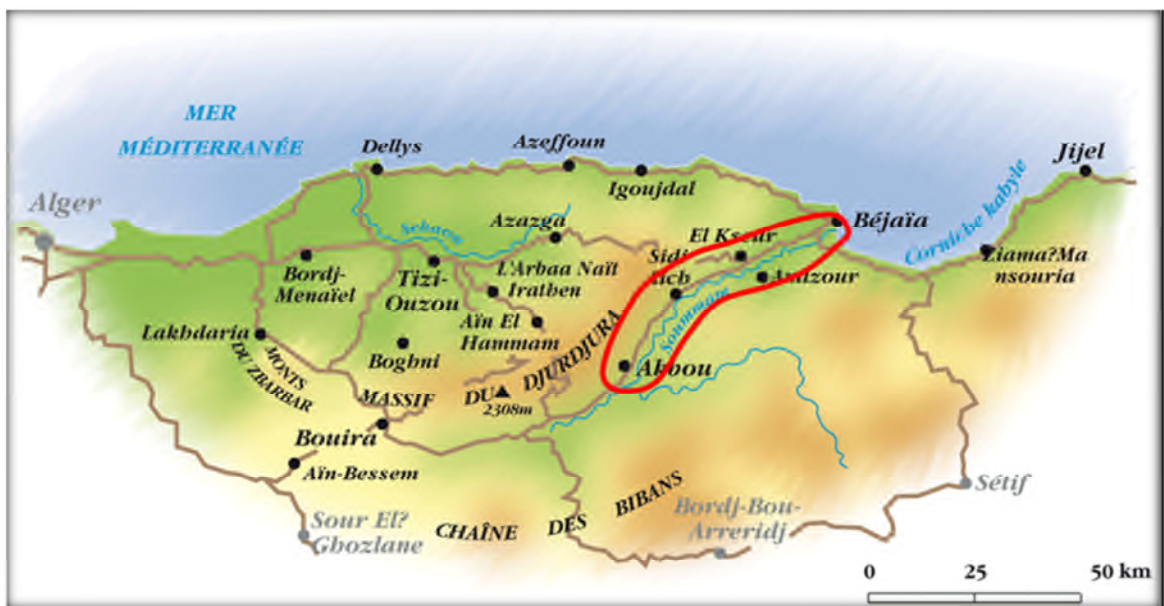 MER
MÉDITERRANÉE
Dellys
Azeffoun
Igoujdal
Jijel
Alger
Sebaou
Azazga
Béjaïa
El Kseur
Corniche kabyle
Bordj-
Menaïel
Tizi-
Ouzou
L'Arbaa Naït
Irathen
Sidi
Aich
Amizour
Ziama?Ma
nsouria
Lakhdaria
Aïn El
Hammam
Boghni
Soummam
MONTS
DU ZBARBAR
MASSIF DU DJURDJURA
2308m
Akbou
Bouira
Aïn-Bessem
Sétif
Sour El?
Ghozlane
CHAÎNE DES BIBANS
Bordj-Bou-
Arreridj
0 25 50 km